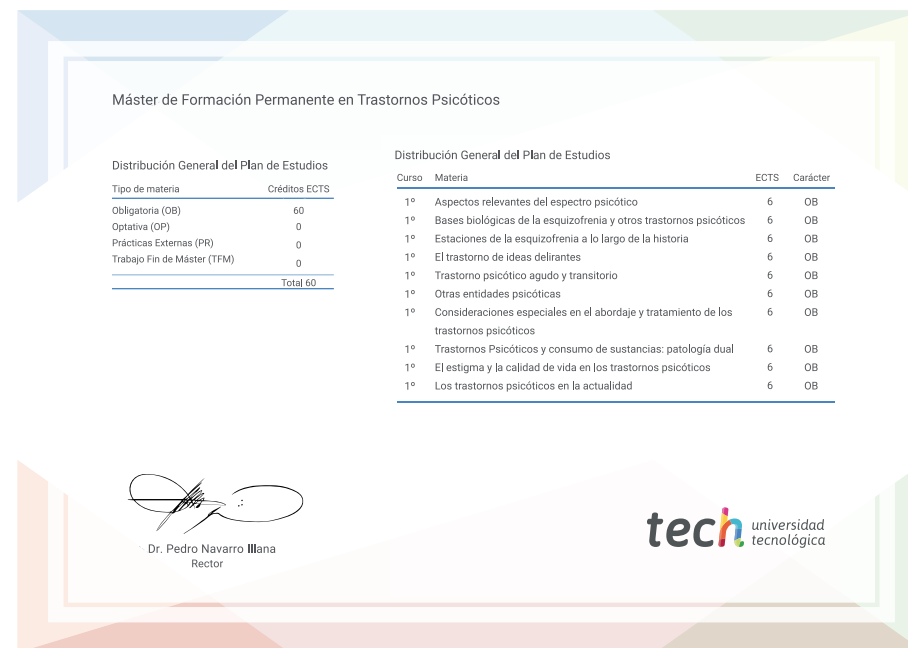 Máster de Formación Permanente en Trastornos Psicóticos
Distribución General del Plan de Estudios
Tipo de materia Créditos ECTS
Obligatoria (OB) 60
Optativa (OP) 0
Prácticas Externas (PR) 0
Trabajo Fin de Máster (TFM) 0
Total 60
Distribución General del Plan de Estudios
Curso Materia ECTS Carácter
1º Aspectos relevantes del espectro psicótico 6 OB
1º Bases biológicas de la esquizofrenia y otros trastornos psicóticos 6 OB
1º Estaciones de la esquizofrenia a lo largo de la historia 6 OB
1º El trastorno de ideas delirantes 6 OB
1º Trastorno psicótico agudo y transitorio 6 OB
1º Otras entidades psicóticas 6 OB
1º Consideraciones especiales en el abordaje y tratamiento de los 6 OB
trastornos psicóticos
1º Trastornos Psicóticos y consumo de sustancias: patología dual 6 OB
1º El estigma y la calidad de vida en los trastornos psicóticos 6 OB
1º Los trastornos psicóticos en la actualidad 6 OB
Dr. Pedro Navarro Illana
Rector
tech universidad
tecnológica